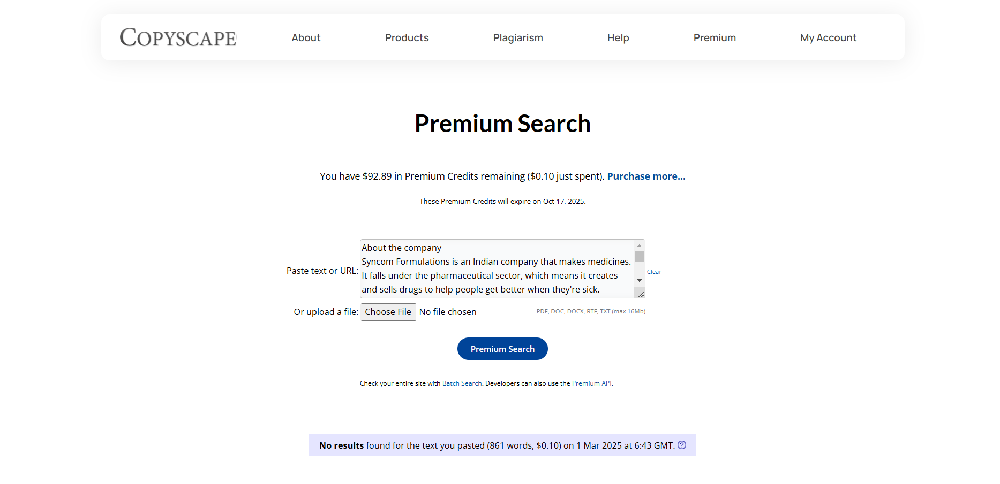 COPYSCAPE About Products Plagiarism Help Premium My Account
Premium Search
You have $92.89 in Premium Credits remaining ($0.10 just spent). Purchase more...
These Premium Credits will expire on Oct 17, 2025.
About the company
Syncom Formulations is an Indian company that makes medicines.
Paste text or URL:
Clear
It falls under the pharmaceutical sector, which means it creates
and sells drugs to help people get better when they're sick.
Or upload a file: Choose File No file chosen PDF, DOC, DOCX, RTF, TXT (max 16Mb)
Premium Search
Check your entire site with Batch Search. Developers can also use the Premium API.
No results found for the text you pasted (861 words, $0.10) on 1 Mar 2025 at 6:43 GMT. ?